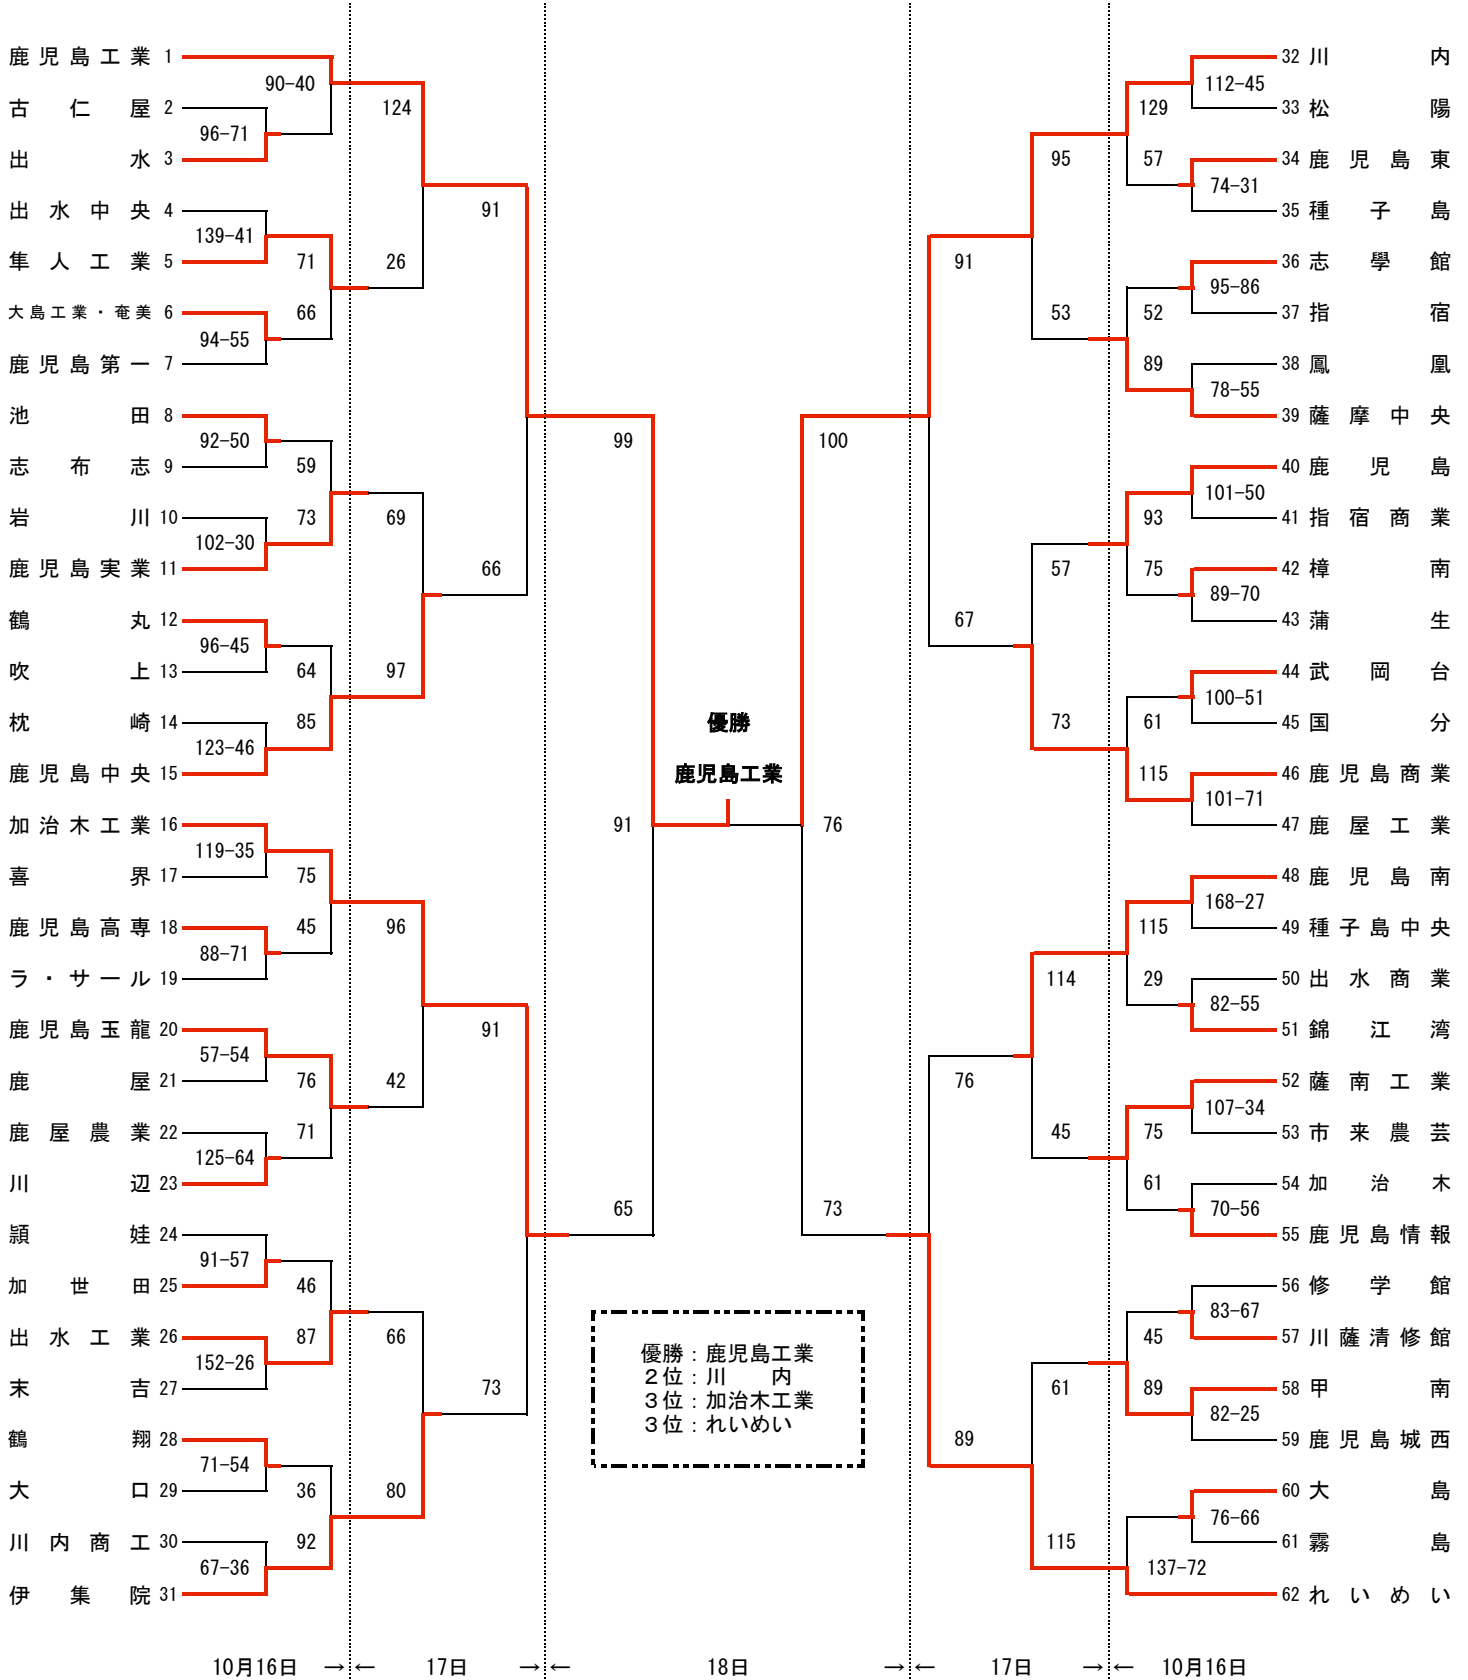 鹿児島工業 1
90-40
古仁屋 2
96-71
出水 3
124
出水中央 4
139-41
隼人工業 5
71
26
91
大島工業・奄美 6
66
94-55
鹿児島第一 7
池田 8
92-50
志布志 9
59
99
岩川 10
73
69
102-30
鹿児島実業 11
66
鶴丸 12
96-45
吹上 13
64
97
枕崎 14
85
123-46
鹿児島中央 15
加治木工業 16
119-35
喜界 17
75
91
鹿児島高専 18
45
96
88-71
ラ・サール 19
鹿児島玉龍 20
91
57-54
鹿屋 21
76
42
鹿屋農業 22
71
125-64
川辺 23
65
頴娃 24
91-57
加世田 25
46
出水工業 26
87
66
152-26
末吉 27
73
鶴翔 28
71-54
大口 29
36
80
川内商工 30
92
67-36
伊集院 31
優勝
鹿児島工業
優勝：鹿児島工業
２位：川　内
３位：加治木工業
３位：れいめい
32 川内
112-45
33 松陽
129
34 鹿児島東
57
95
74-31
35 種子島
36 志學館
91
95-86
37 指宿
52
53
38 鳳凰
89
78-55
39 薩摩中央
100
40 鹿児島
101-50
41 指宿商業
93
42 樟南
75
57
89-70
43 蒲生
67
44 武岡台
100-51
45 国分
61
73
46 鹿児島商業
115
101-71
47 鹿屋工業
76
48 鹿児島南
168-27
49 種子島中央
115
50 出水商業
29
114
82-55
51 錦江湾
52 薩南工業
76
107-34
53 市来農芸
75
45
54 加治木
61
70-56
55 鹿児島情報
73
56 修学館
83-67
57 川薩清修館
45
58 甲南
89
61
82-25
59 鹿児島城西
89
60 大島
76-66
61 霧島
115
137-72
62 れいめい
10月16日 →← 17日 →← 18日 →← 17日 →← 10月16日